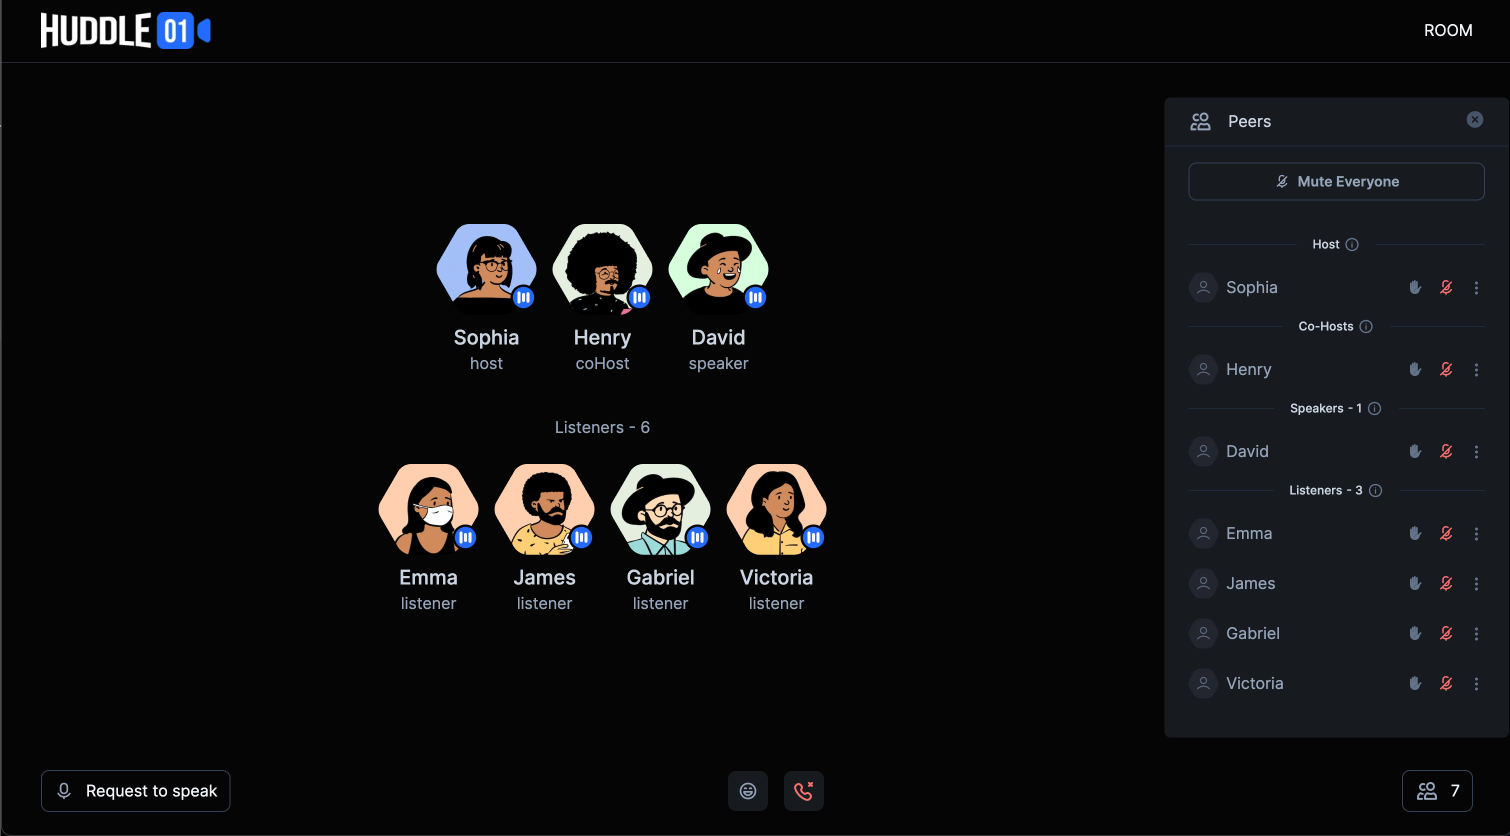 HUDDLE 01
ROOM
Sophia
host
Henry
coHost
David
speaker
Listeners - 6
Emma
listener
James
listener
Gabriel
listener
Victoria
listener
Peers
Mute Everyone
Host
Sophia
Co-Hosts
Henry
Speakers - 1
David
Listeners - 3
Emma
James
Gabriel
Victoria
Request to speak
7